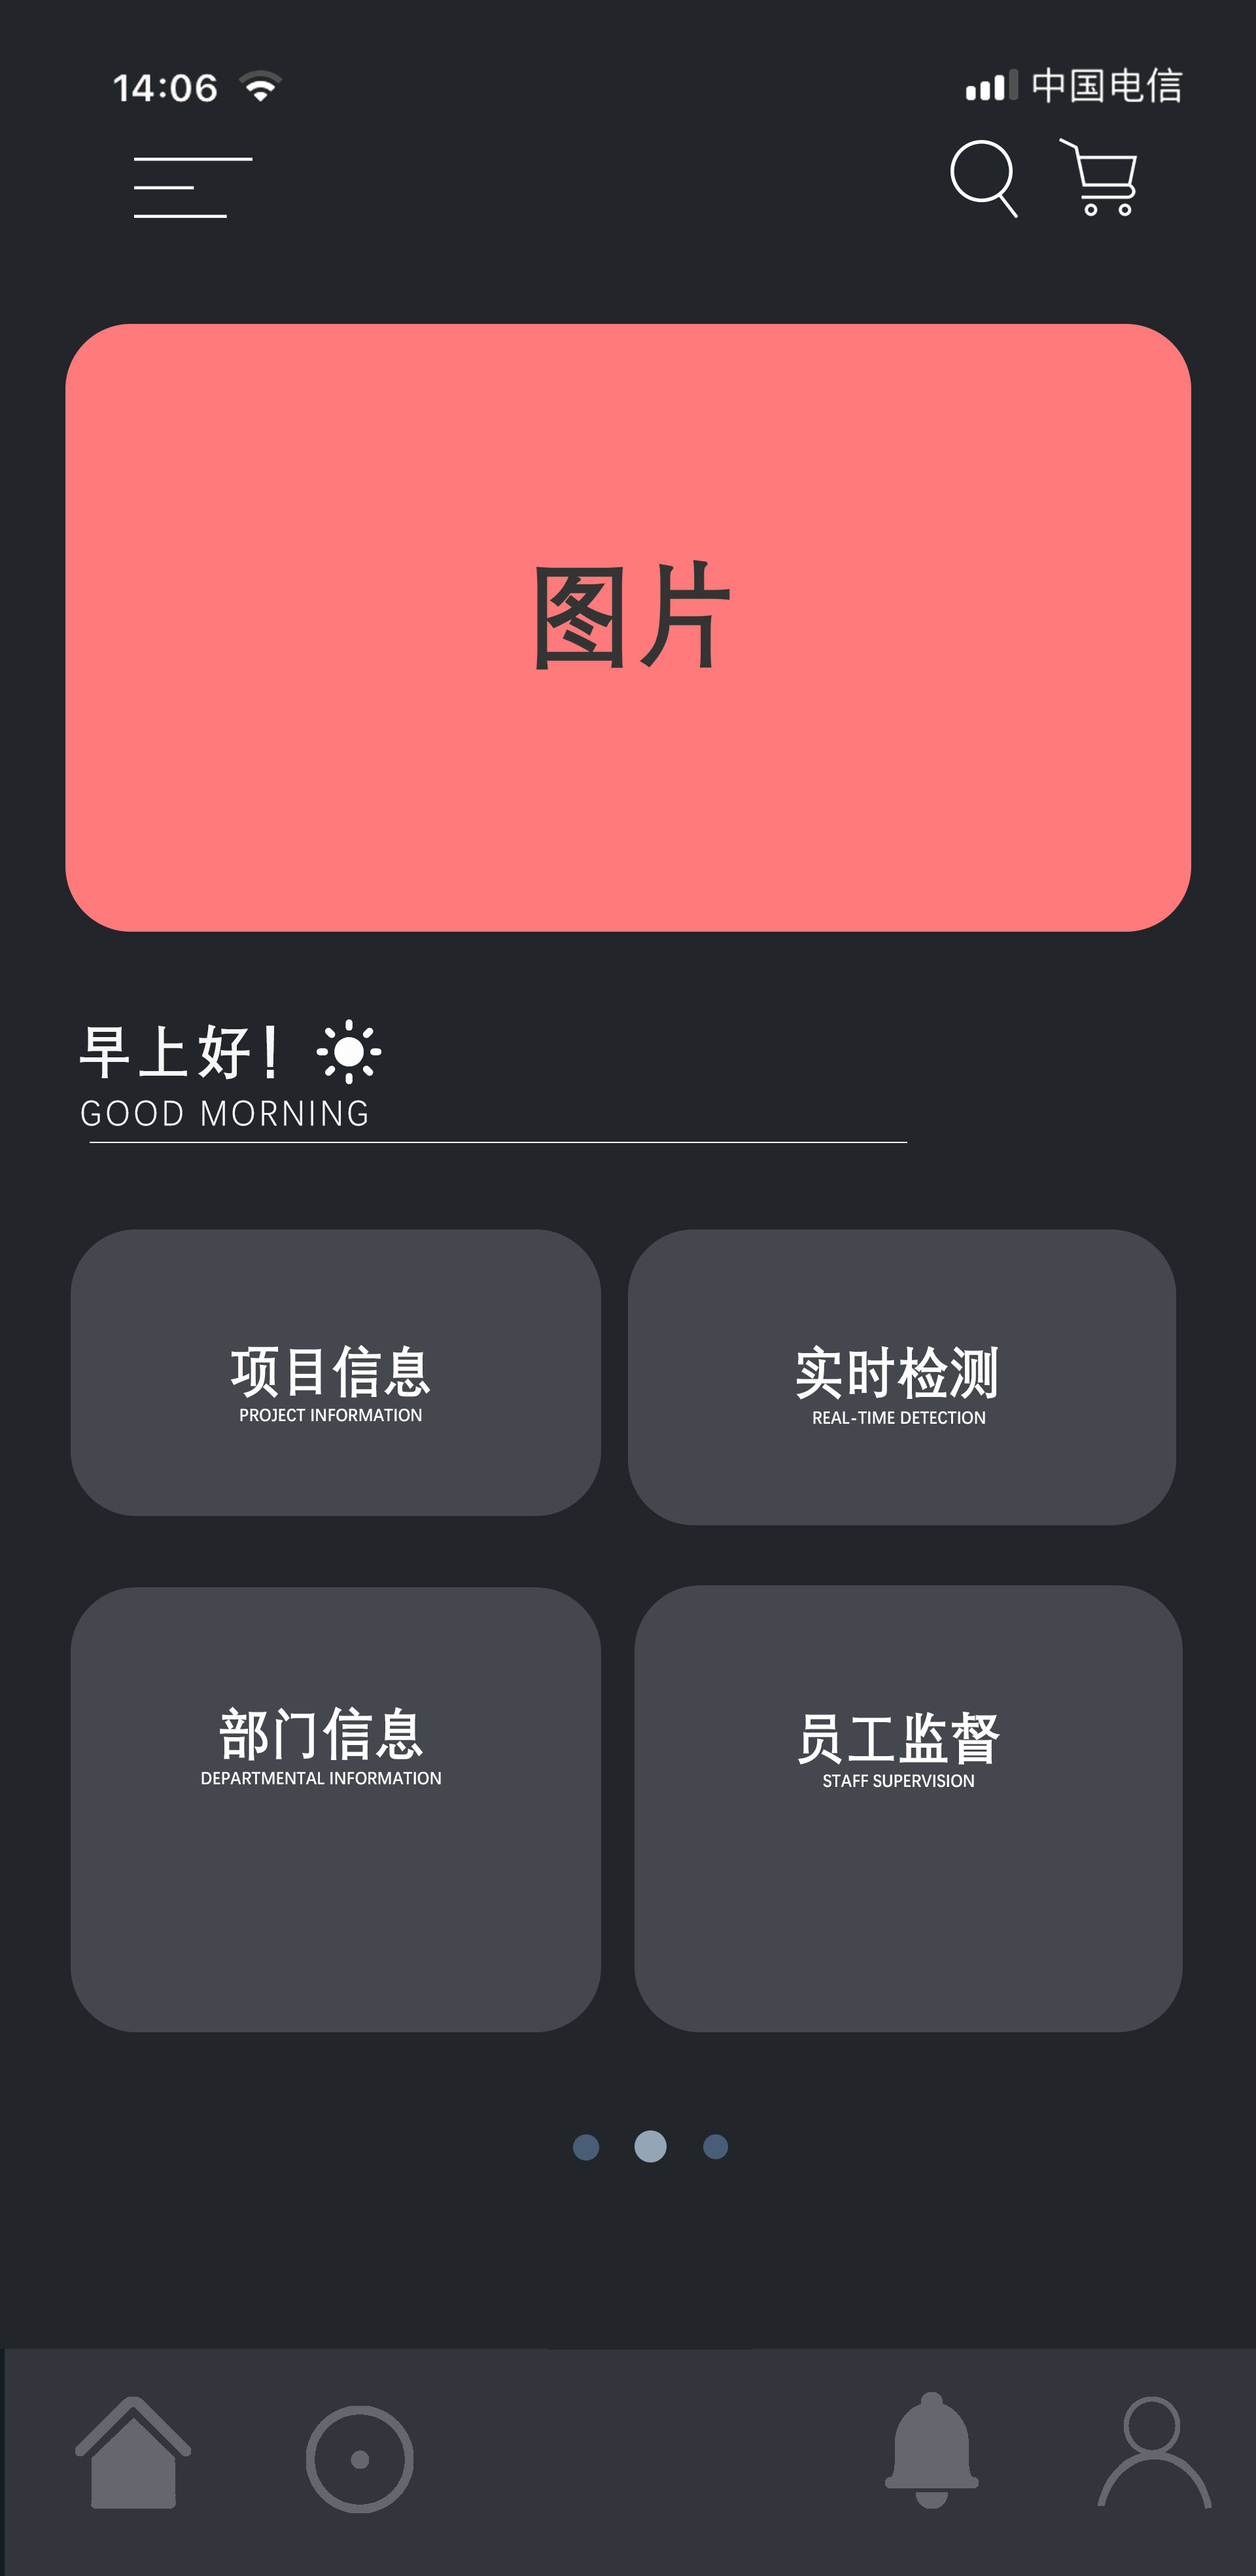 14:06
中国电信
图片
早上好！
GOOD MORNING
项目信息
PROJECT INFORMATION
实时检测
REAL-TIME DETECTION
部门信息
DEPARTMENTAL INFORMATION
员工监督
STAFF SUPERVISION